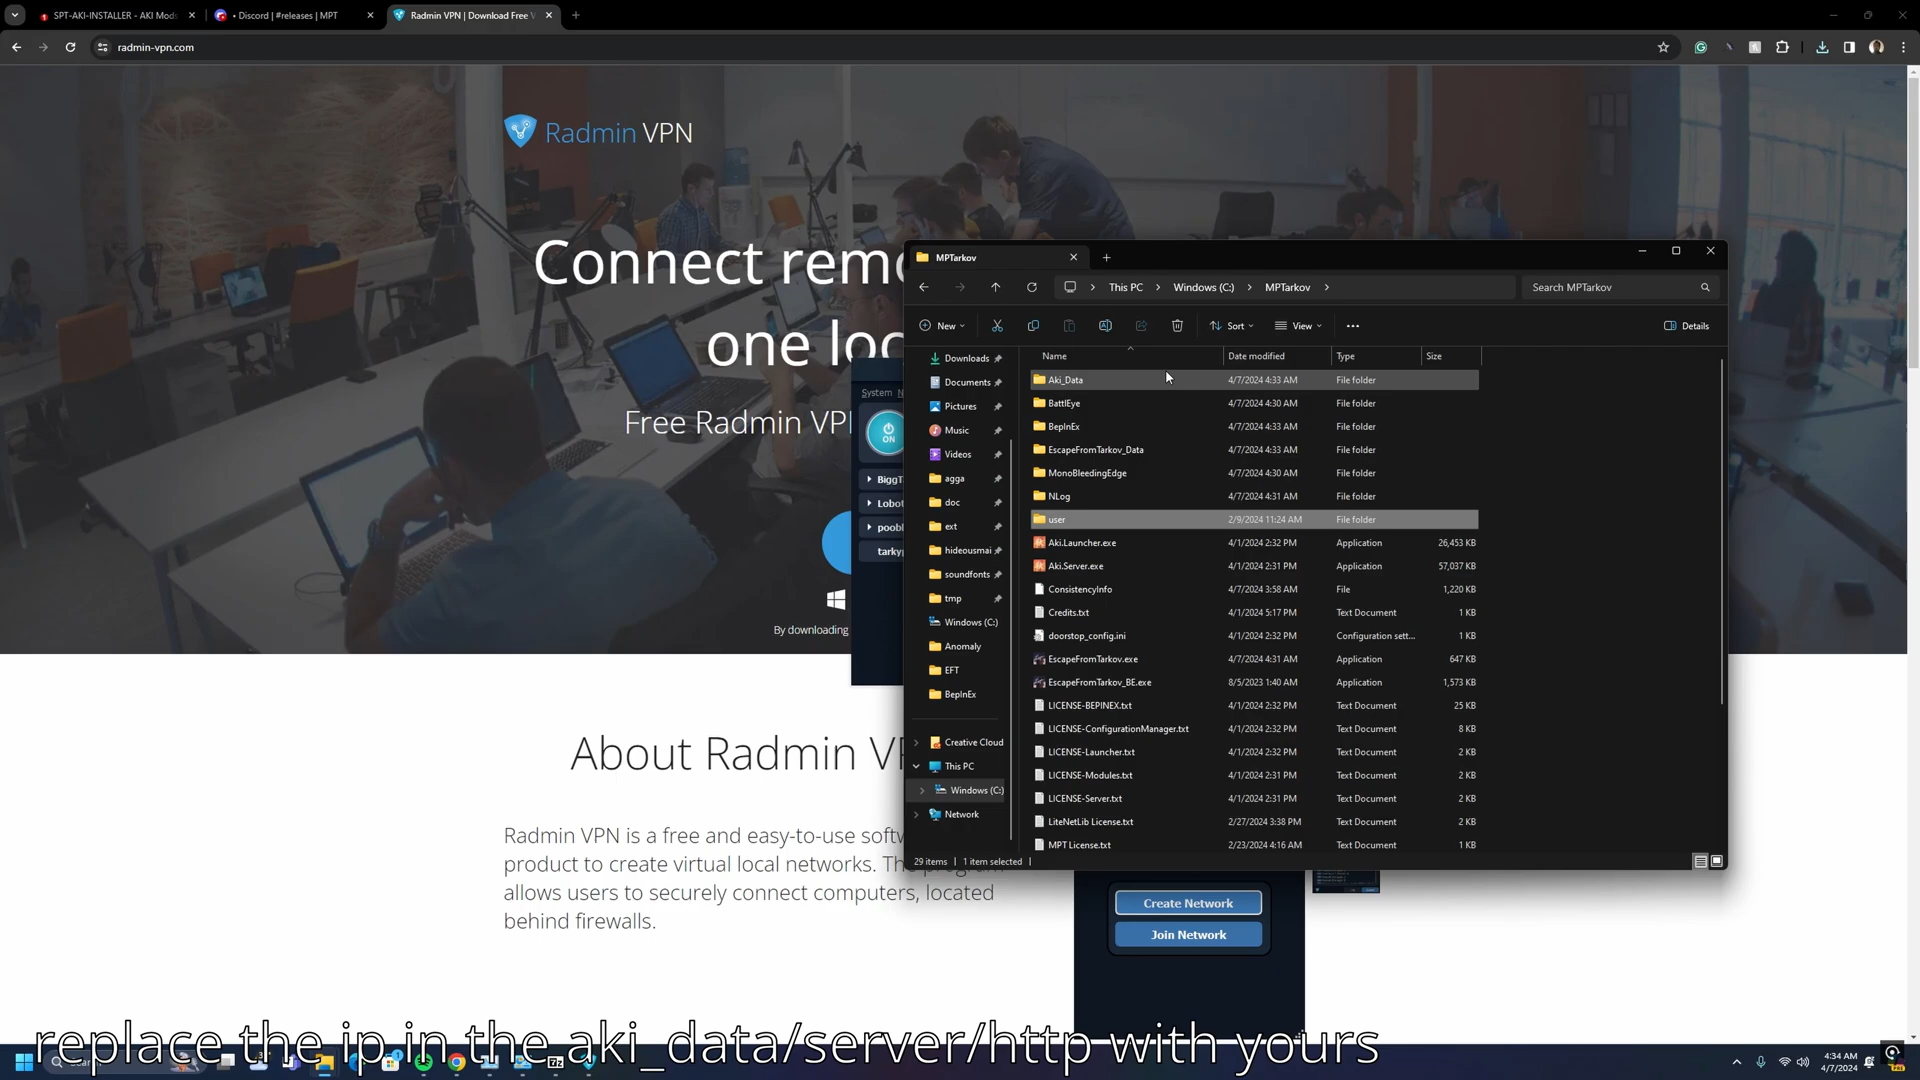 SPT-AKI-INSTALLER - AKI Mods
• Discord | #releases | MPT
Radmin VPN | Download Free V
radmin-vpn.com
Radmin VPN
Connect remo
one loc
Free Radmin VP
By downloading
System
ON
BiggT
Lobot
poobl
tarkyp
MPTarkov
This PC > Windows (C:) > MPTarkov >
Search MPTarkov
New
Sort
View
Details
Downloads
Documents
Pictures
Music
Videos
agga
doc
ext
hideousmai
soundfonts
tmp
Windows (C:)
Anomaly
EFT
BepInEx
Creative Cloud
This PC
Windows (C:)
Network
Name Date modified Type Size
Aki_Data 4/7/2024 4:33 AM File folder
BattlEye 4/7/2024 4:30 AM File folder
BepInEx 4/7/2024 4:33 AM File folder
EscapeFromTarkov_Data 4/7/2024 4:33 AM File folder
MonoBleedingEdge 4/7/2024 4:30 AM File folder
NLog 4/7/2024 4:31 AM File folder
user 2/9/2024 11:24 AM File folder
Aki.Launcher.exe 4/1/2024 2:32 PM Application 26,453 KB
Aki.Server.exe 4/1/2024 2:31 PM Application 57,037 KB
ConsistencyInfo 4/7/2024 3:58 AM File 1,220 KB
Credits.txt 4/1/2024 5:17 PM Text Document 1 KB
doorstop_config.ini 4/1/2024 2:32 PM Configuration sett... 1 KB
EscapeFromTarkov.exe 4/7/2024 4:31 AM Application 647 KB
EscapeFromTarkov_BE.exe 8/5/2023 1:40 AM Application 1,573 KB
LICENSE-BEPINEX.txt 4/1/2024 2:32 PM Text Document 25 KB
LICENSE-ConfigurationManager.txt 4/1/2024 2:32 PM Text Document 8 KB
LICENSE-Launcher.txt 4/1/2024 2:32 PM Text Document 2 KB
LICENSE-Modules.txt 4/1/2024 2:31 PM Text Document 2 KB
LICENSE-Server.txt 4/1/2024 2:31 PM Text Document 2 KB
LiteNetLib License.txt 2/27/2024 3:38 PM Text Document 2 KB
MPT License.txt 2/23/2024 4:16 AM Text Document 1 KB
29 items | 1 item selected |
About Radmin V
Radmin VPN is a free and easy-to-use softw
product to create virtual local networks. The progr
allows users to securely connect computers, located
behind firewalls.
Create Network
Join Network
replace the ip in the aki_data/server/http with yours
4:34 AM
4/7/2024